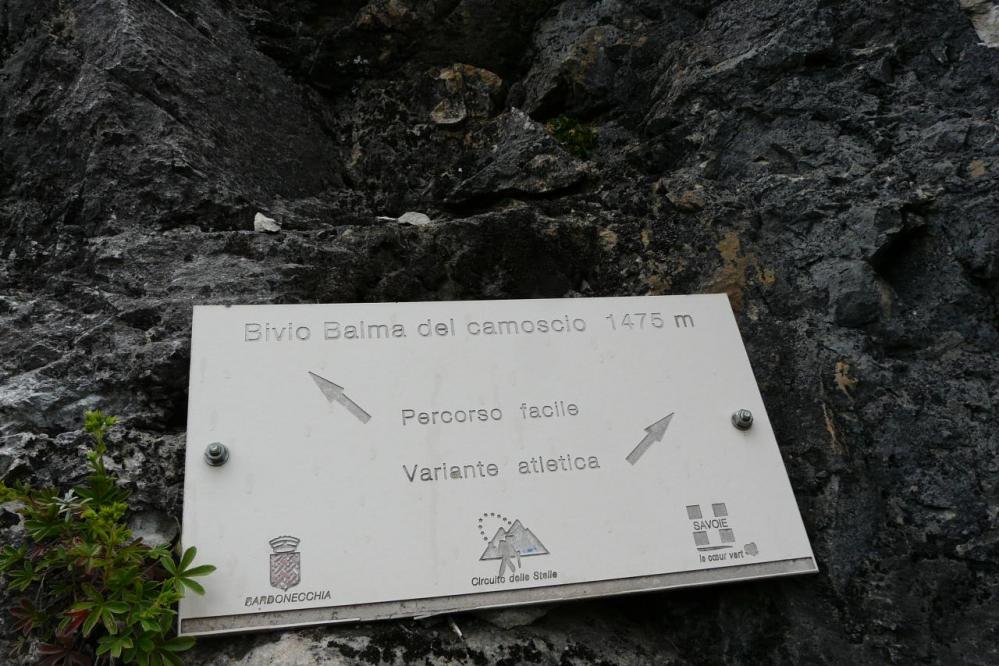 Bivio Balma del camoscio 1475 m
Percorso facile
Variante atletica
BARDONECCHIA
Circuito delle Stelle
SAVOIE
le cœur vert